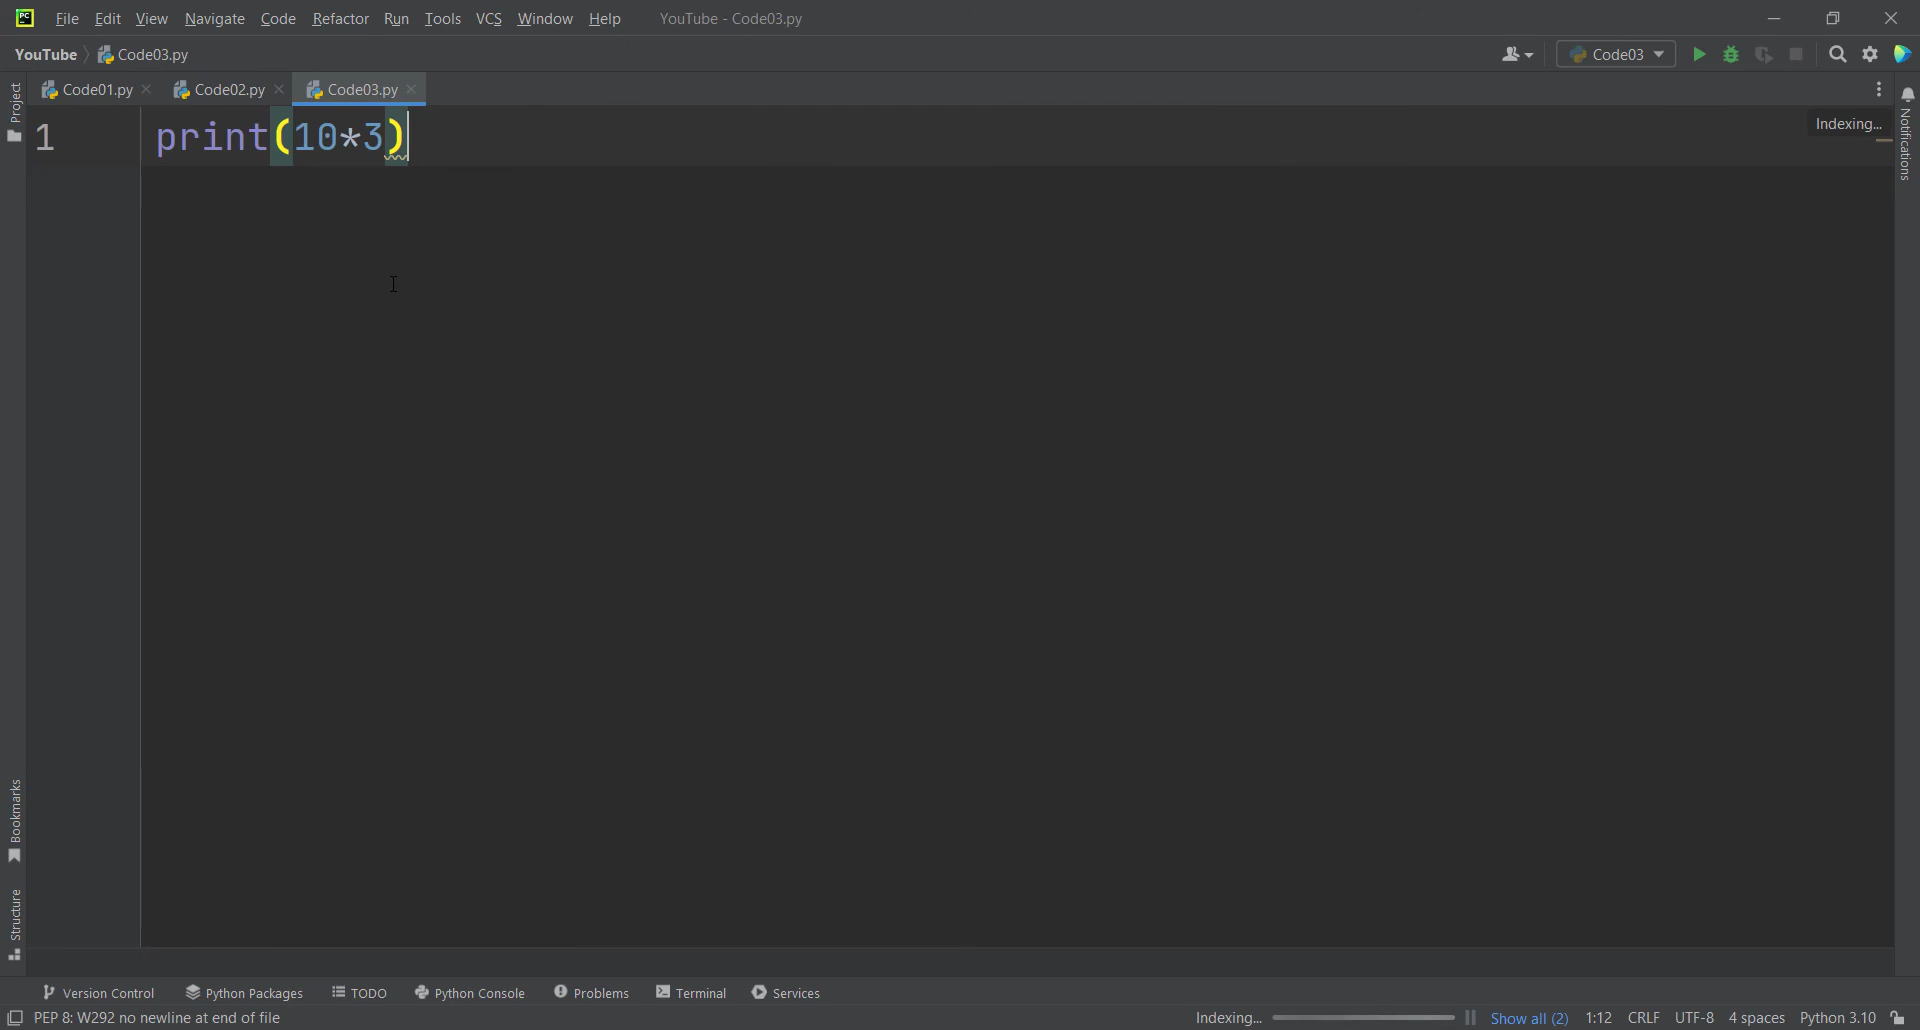 PC
File Edit View Navigate Code Refactor Run Tools VCS Window Help YouTube - Code03.py
YouTube Code03.py Code03
Code01.py Code02.py Code03.py
Project
1 print(10*3)
Indexing...
Notifications
Bookmarks
Structure
Version Control Python Packages TODO Python Console Problems Terminal Services
PEP 8: W292 no newline at end of file Indexing... Show all (2) 1:12 CRLF UTF-8 4 spaces Python 3.10